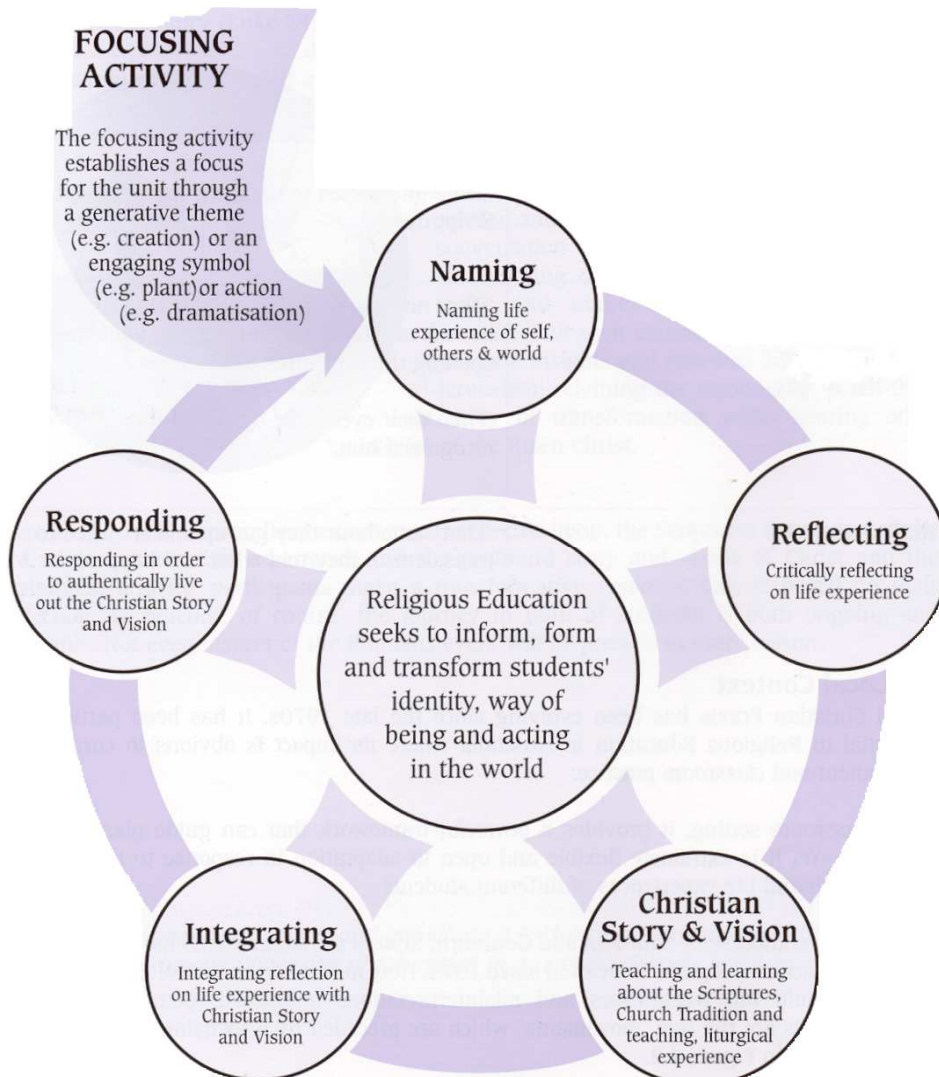 FOCUSING
ACTIVITY
The focusing activity
establishes a focus
for the unit through
a generative theme
(e.g. creation) or an
engaging symbol
(e.g. plant)or action
(e.g. dramatisation)
Naming
Naming life
experience of self,
others & world
Reflecting
Critically reflecting
on life experience
Christian
Story & Vision
Teaching and learning
about the Scriptures,
Church Tradition and
teaching, liturgical
experience
Integrating
Integrating reflection
on life experience with
Christian Story
and Vision
Responding
Responding in order
to authentically live
out the Christian Story
and Vision
Religious Education
seeks to inform, form
and transform students'
identity, way of
being and acting
in the world